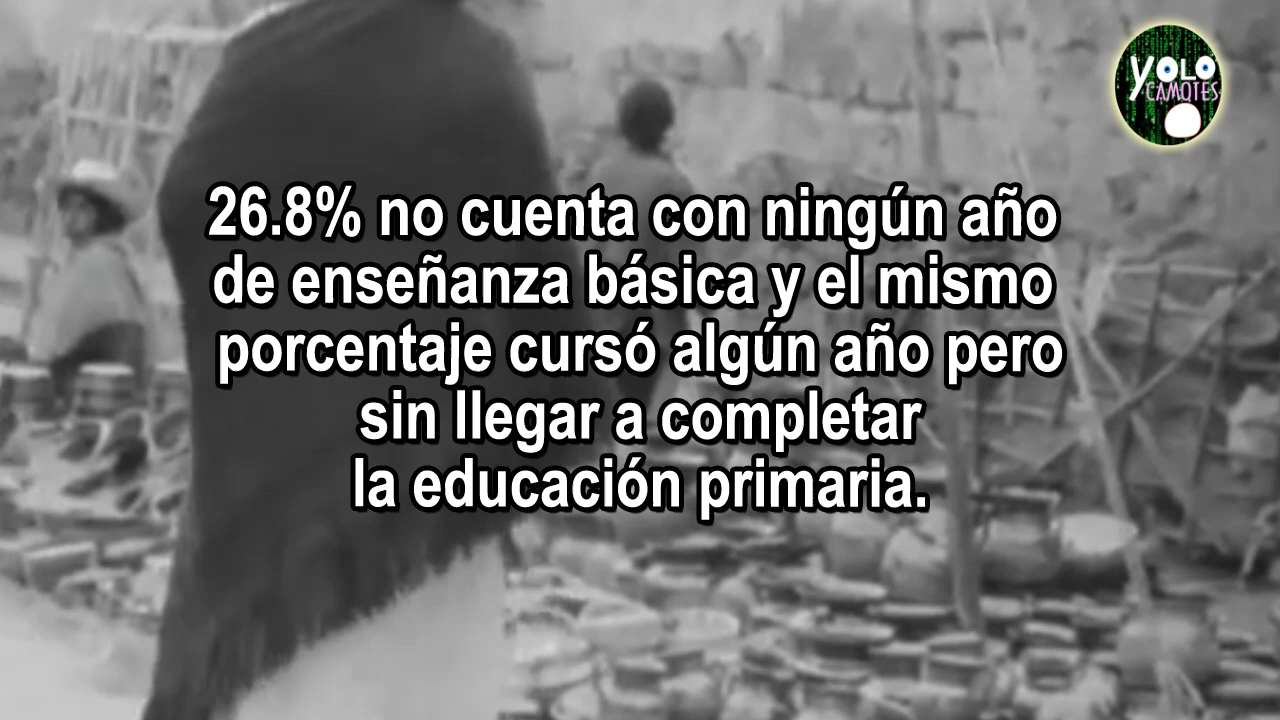 YOLO
CAMOTES
26.8% no cuenta con ningún año
de enseñanza básica y el mismo
porcentaje cursó algún año pero
sin llegar a completar
la educación primaria.